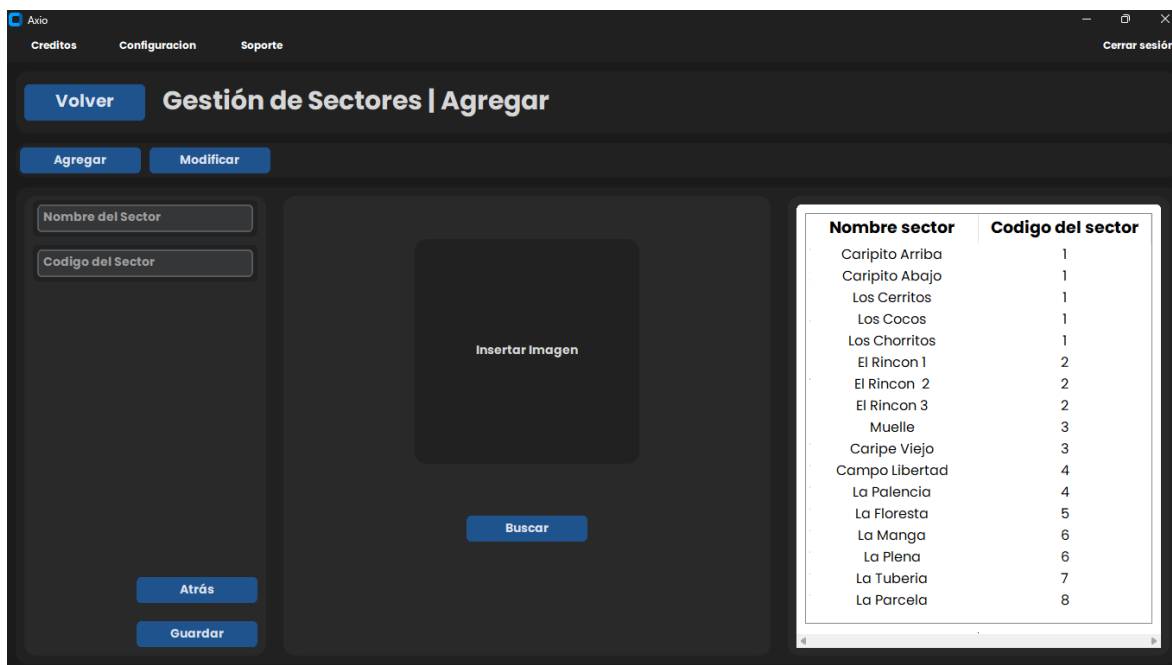 Axio
Creditos Configuracion Soporte Cerrar sesión
Volver Gestión de Sectores | Agregar
Agregar Modificar
Nombre del Sector
Codigo del Sector
Atrás
Guardar
Insertar Imagen
Buscar
Nombre sector Codigo del sector
Caripito Arriba 1
Caripito Abajo 1
Los Cerritos 1
Los Cocos 1
Los Chorritos 1
El Rincon 1 2
El Rincon  2 2
El Rincon 3 2
Muelle 3
Caripe Viejo 3
Campo Libertad 4
La Palencia 4
La Floresta 5
La Manga 6
La Plena 6
La Tuberia 7
La Parcela 8